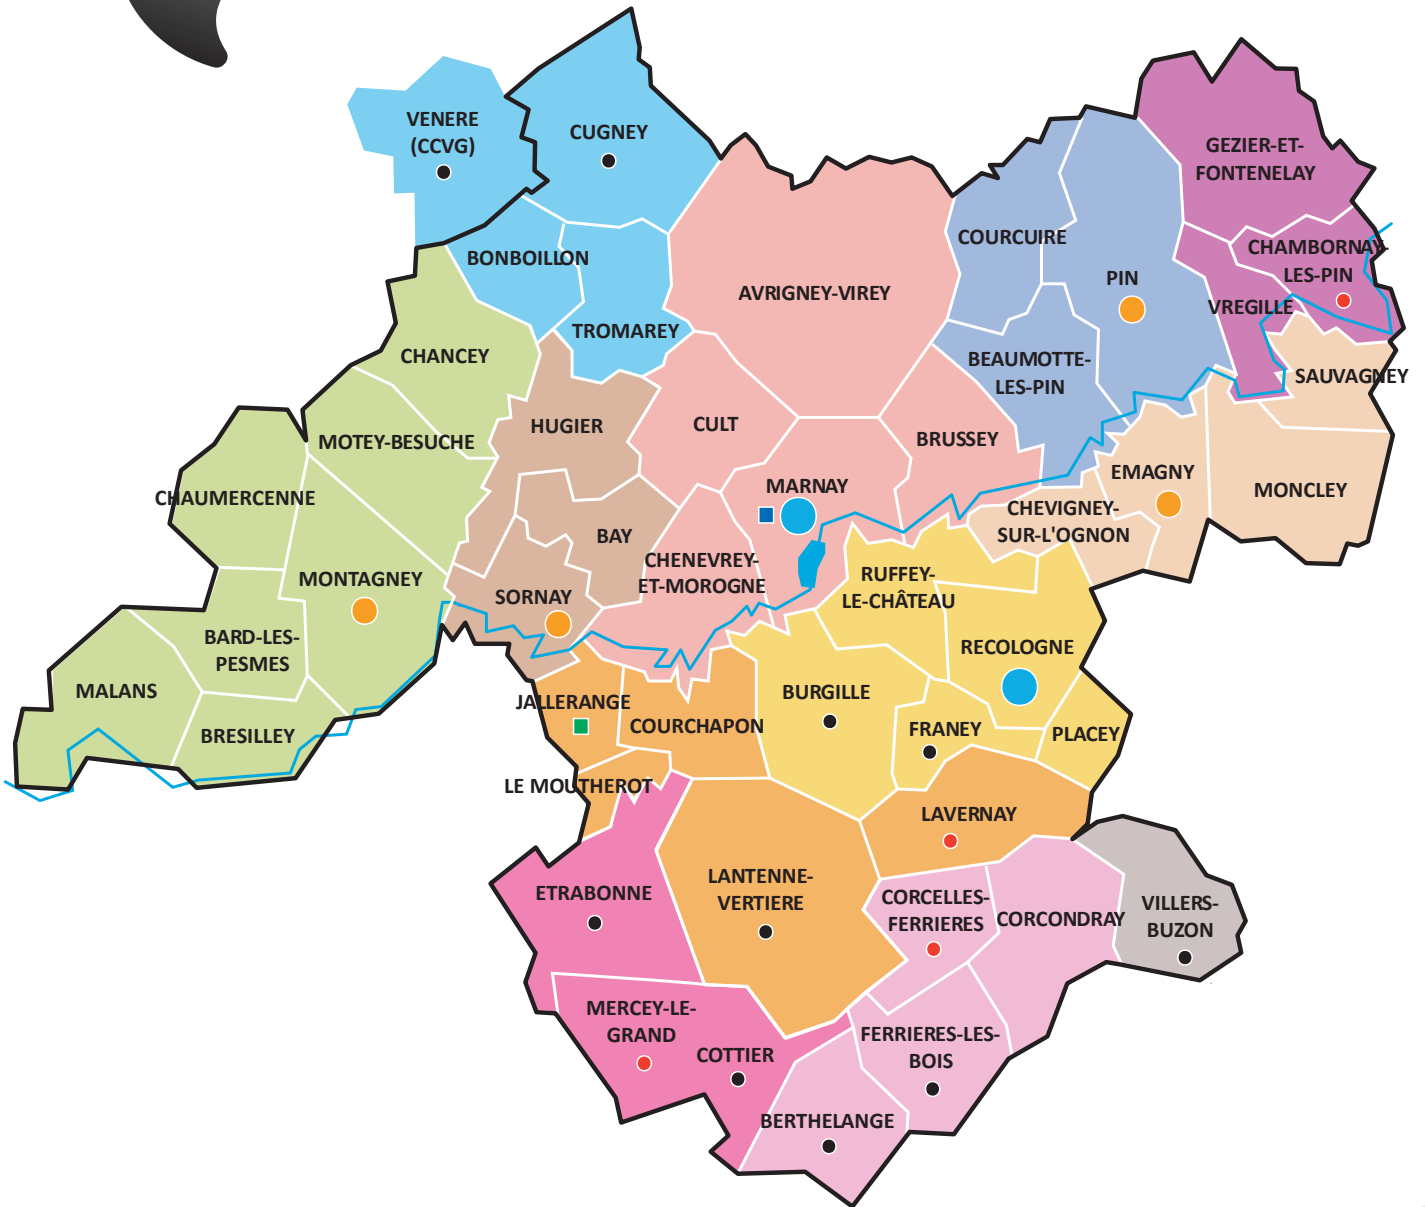 VENERE
(CCVG)
CUGNEY
GEZIER-ET-
FONTENELAY
BONBOILLON
COURCUIRE
CHAMBORNAY-
LES-PIN
PIN
AVRIGNEY-VIREY
VREGILLE
TROMAREY
CHANCEY
BEAUMOTTE-
LES-PIN
SAUVAGNEY
HUGIER
CULT
BRUSSEY
MOTEY-BESUCHE
CHAUMERCENNE
MARNAY
EMAGNY
MONCLEY
CHEVIGNEY-
SUR-L'OGNON
BAY
CHENEVREY-
ET-MOROGNE
MONTAGNEY
RUFFEY-
LE-CHÂTEAU
SORNAY
BARD-LES-
PESMES
RECOLOGNE
MALANS
BURGILLE
JALLERANGE
COURCHAPON
FRANEY
PLACEY
BRESILLEY
LE MOUTHEROT
LAVERNAY
ETRABONNE
LANTENNE-
VERTIERE
CORCELLES-
FERRIERES
CORCONDRAY
VILLERS-
BUZON
MERCEY-LE-
GRAND
COTTIER
FERRIERES-LES-
BOIS
BERTHELANGE